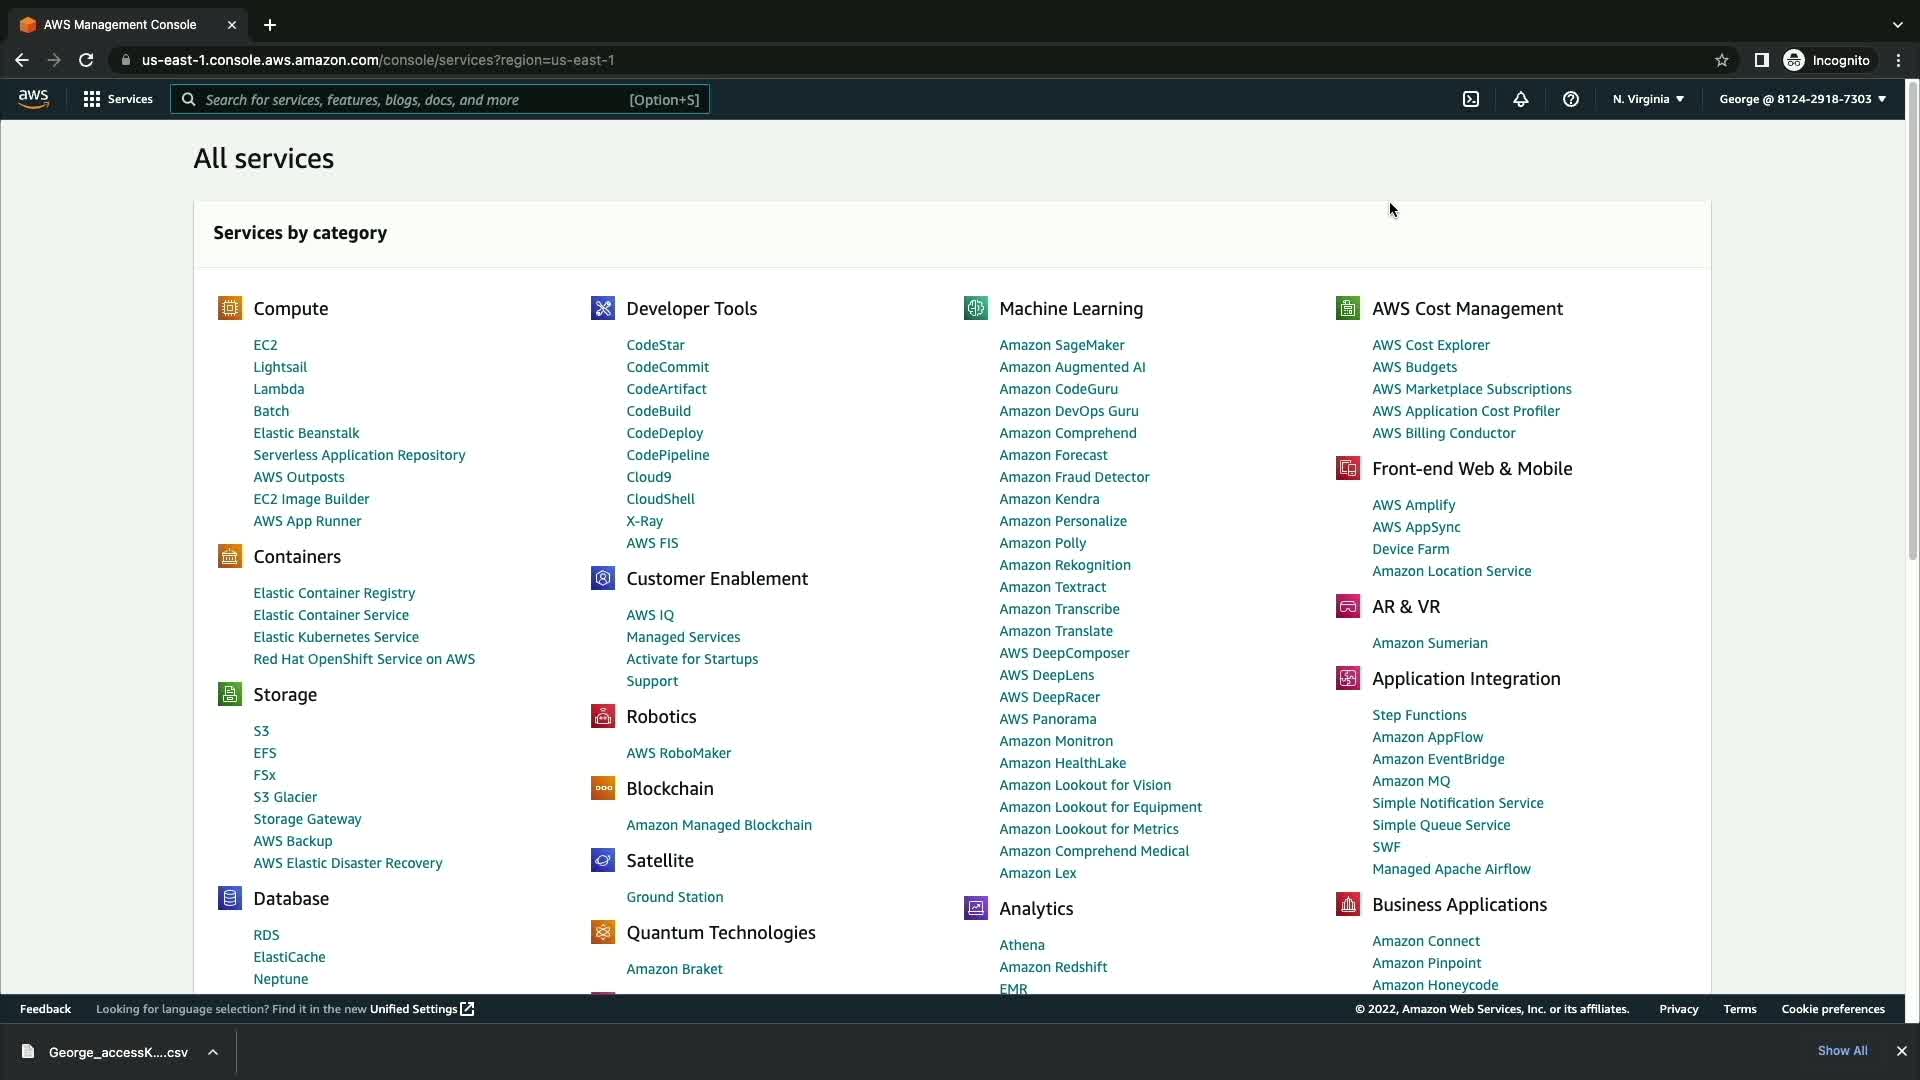 AWS Management Console
us-east-1.console.aws.amazon.com/console/services?region=us-east-1
Incognito
aws
Services
Search for services, features, blogs, docs, and more
[Option+S]
N. Virginia
George @ 8124-2918-7303
All services
Services by category
Compute
EC2
Lightsail
Lambda
Batch
Elastic Beanstalk
Serverless Application Repository
AWS Outposts
EC2 Image Builder
AWS App Runner
Containers
Elastic Container Registry
Elastic Container Service
Elastic Kubernetes Service
Red Hat OpenShift Service on AWS
Storage
S3
EFS
FSx
S3 Glacier
Storage Gateway
AWS Backup
AWS Elastic Disaster Recovery
Database
RDS
ElastiCache
Neptune
Developer Tools
CodeStar
CodeCommit
CodeArtifact
CodeBuild
CodeDeploy
CodePipeline
Cloud9
CloudShell
X-Ray
AWS FIS
Customer Enablement
AWS IQ
Managed Services
Activate for Startups
Support
Robotics
AWS RoboMaker
Blockchain
Amazon Managed Blockchain
Satellite
Ground Station
Quantum Technologies
Amazon Braket
Machine Learning
Amazon SageMaker
Amazon Augmented AI
Amazon CodeGuru
Amazon DevOps Guru
Amazon Comprehend
Amazon Forecast
Amazon Fraud Detector
Amazon Kendra
Amazon Personalize
Amazon Polly
Amazon Rekognition
Amazon Textract
Amazon Transcribe
Amazon Translate
AWS DeepComposer
AWS DeepLens
AWS DeepRacer
AWS Panorama
Amazon Monitron
Amazon HealthLake
Amazon Lookout for Vision
Amazon Lookout for Equipment
Amazon Lookout for Metrics
Amazon Comprehend Medical
Amazon Lex
Analytics
Athena
Amazon Redshift
EMR
AWS Cost Management
AWS Cost Explorer
AWS Budgets
AWS Marketplace Subscriptions
AWS Application Cost Profiler
AWS Billing Conductor
Front-end Web & Mobile
AWS Amplify
AWS AppSync
Device Farm
Amazon Location Service
AR & VR
Amazon Sumerian
Application Integration
Step Functions
Amazon AppFlow
Amazon EventBridge
Amazon MQ
Simple Notification Service
Simple Queue Service
SWF
Managed Apache Airflow
Business Applications
Amazon Connect
Amazon Pinpoint
Amazon Honeycode
Feedback
Looking for language selection? Find it in the new Unified Settings
© 2022, Amazon Web Services, Inc. or its affiliates.
Privacy
Terms
Cookie preferences
George_accessK....csv
Show All